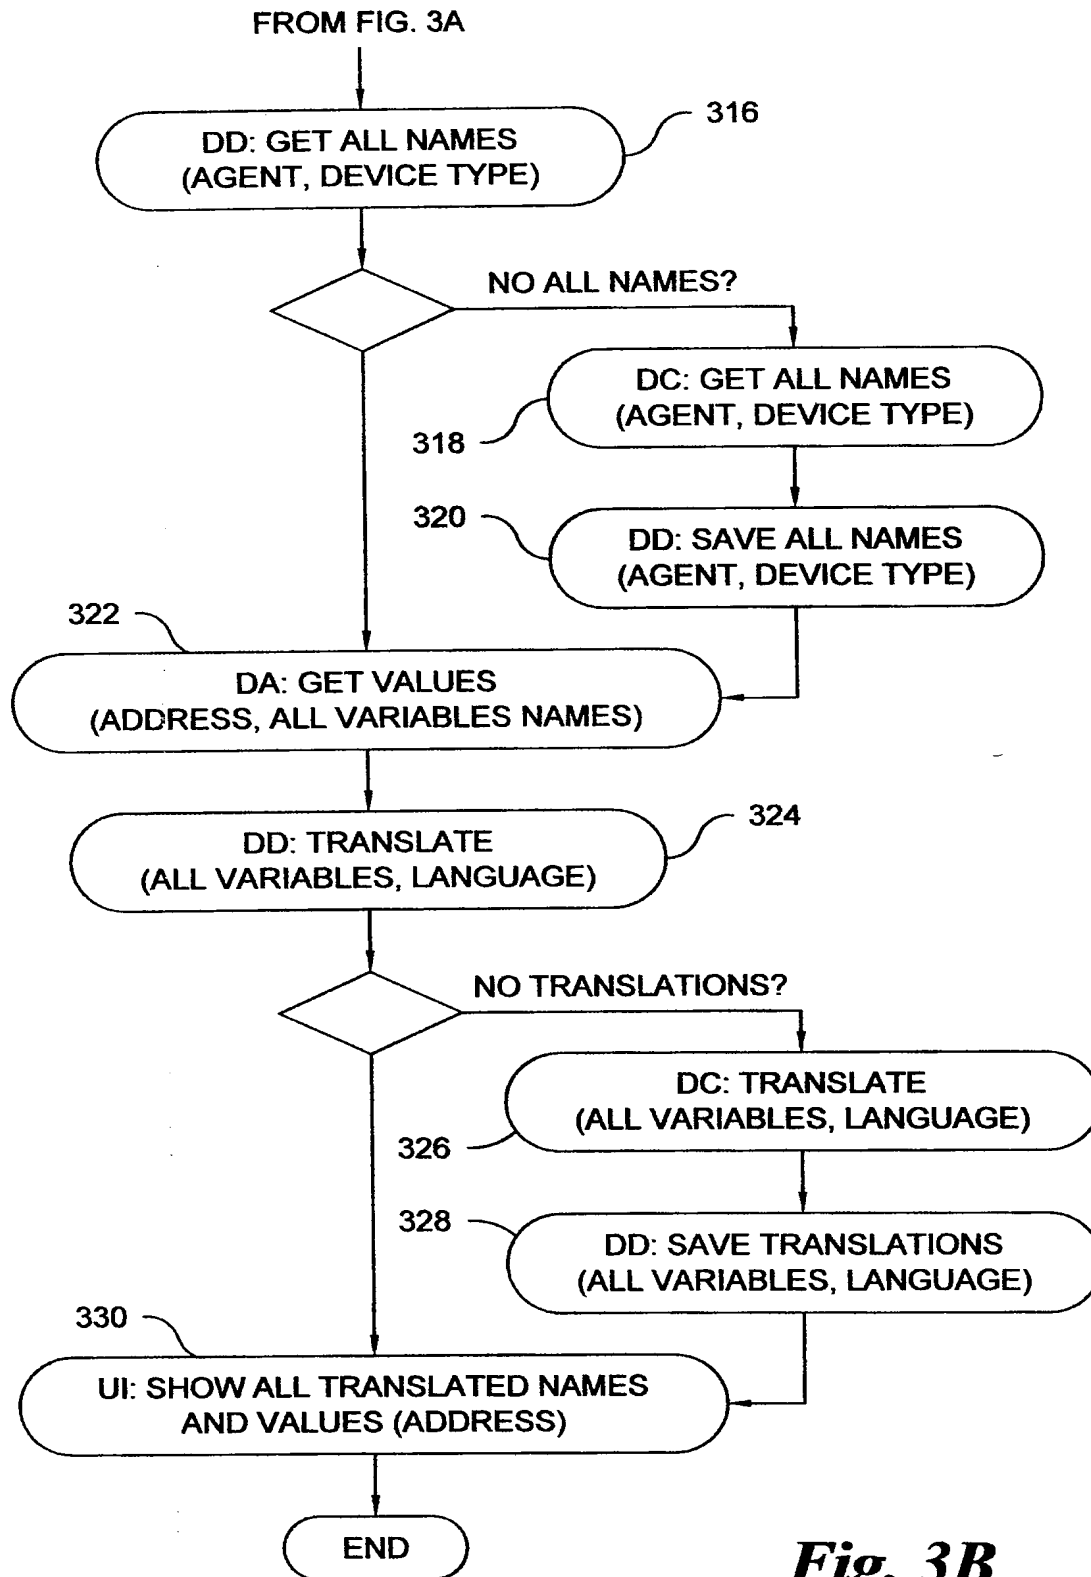 FROM FIG. 3A
316
DD: GET ALL NAMES
(AGENT, DEVICE TYPE)
NO ALL NAMES?
DC: GET ALL NAMES
(AGENT, DEVICE TYPE)
318
320
DD: SAVE ALL NAMES
(AGENT, DEVICE TYPE)
322
DA: GET VALUES
(ADDRESS, ALL VARIABLES NAMES)
324
DD: TRANSLATE
(ALL VARIABLES, LANGUAGE)
NO TRANSLATIONS?
DC: TRANSLATE
(ALL VARIABLES, LANGUAGE)
326
328
DD: SAVE TRANSLATIONS
(ALL VARIABLES, LANGUAGE)
330
UI: SHOW ALL TRANSLATED NAMES
AND VALUES (ADDRESS)
END
Fig. 3B